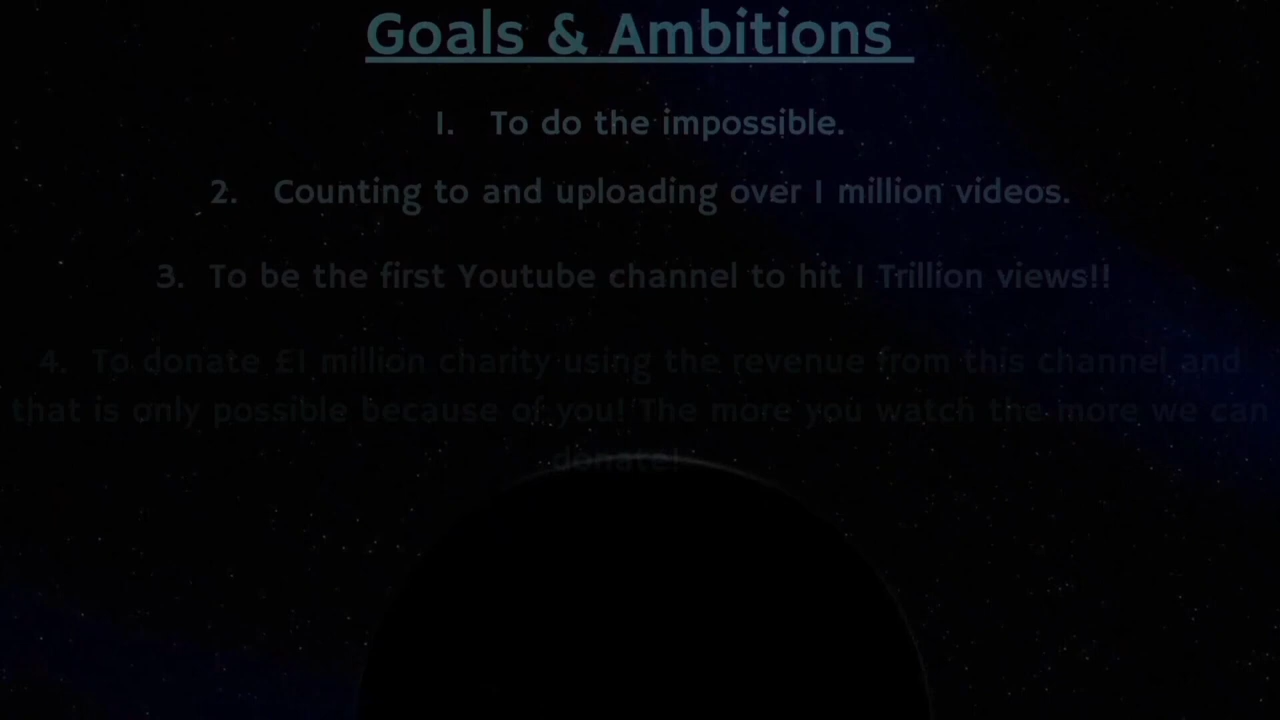 Goals & Ambitions
1. To do the impossible.
2. Counting to and uploading over 1 million videos.
3. To be the first Youtube channel to hit 1 Trillion views!!
4. To donate £1 million charity using the revenue from this channel and
that is only possible because of you! The more you watch the more we can
donate!